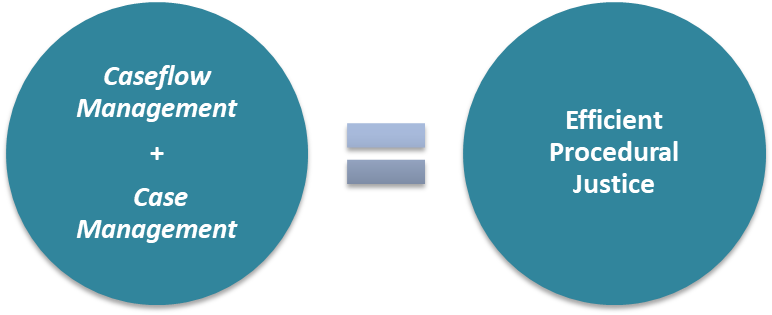 Caseflow
Management
+
Case
Management
Efficient
Procedural
Justice